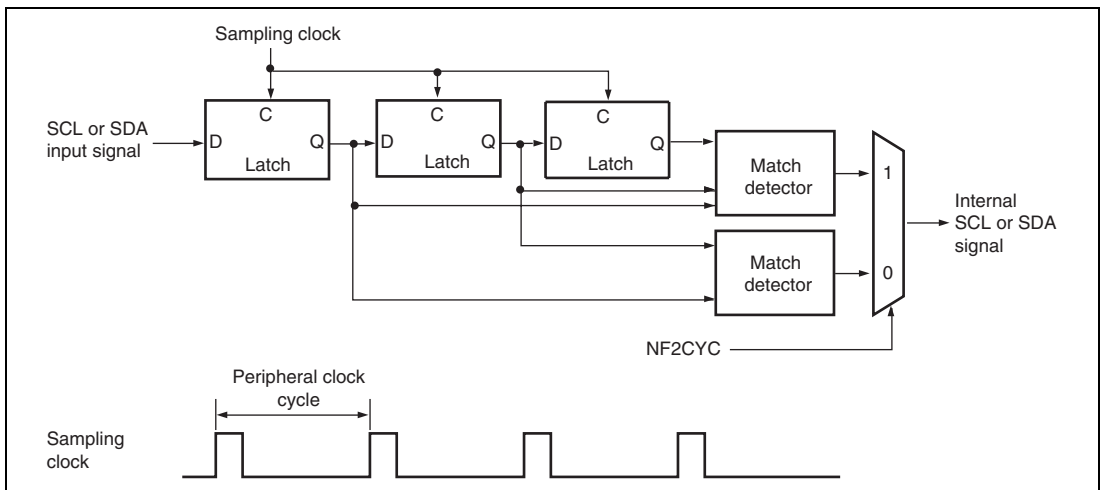 Sampling clock
SCL or SDA
input signal
D
C
Q
Latch
D
C
Q
Latch
D
C
Q
Latch
Match
detector
1
Match
detector
0
Internal
SCL or SDA
signal
NF2CYC
Peripheral clock
cycle
Sampling
clock